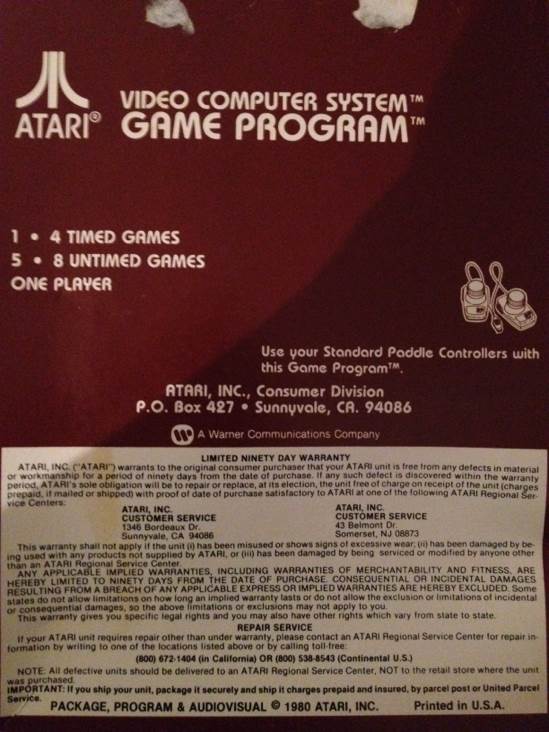 VIDEO COMPUTER SYSTEM™
ATARI® GAME PROGRAM™
1 • 4 TIMED GAMES
5 • 8 UNTIMED GAMES
ONE PLAYER
Use your Standard Paddle Controllers with
this Game Program™.
ATARI, INC., Consumer Division
P.O. Box 427 • Sunnyvale, CA. 94086
A Warner Communications Company
LIMITED NINETY DAY WARRANTY
ATARI, INC. ("ATARI") warrants to the original consumer purchaser that your ATARI unit is free from any defects in material
or workmanship for a period of ninety days from the date of purchase. If any such defect is discovered within the warranty
period, ATARI's sole obligation will be to repair or replace, at its election, the unit free of charge on receipt of the unit (charges
prepaid, if mailed or shipped) with proof of date of purchase satisfactory to ATARI at one of the following ATARI Regional Ser-
vice Centers:
ATARI, INC.
CUSTOMER SERVICE
1346 Bordeaux Dr.
Sunnyvale, CA 94086
ATARI, INC.
CUSTOMER SERVICE
43 Belmont Dr.
Somerset, NJ 08873
This warranty shall not apply if the unit (i) has been misused or shows signs of excessive wear, (ii) has been damaged by be-
ing used with any products not supplied by ATARI, or (iii) has been damaged by being serviced or modified by anyone other
than an ATARI Regional Service Center.
ANY APPLICABLE IMPLIED WARRANTIES, INCLUDING WARRANTIES OF MERCHANTABILITY AND FITNESS, ARE
HEREBY LIMITED TO NINETY DAYS FROM THE DATE OF PURCHASE. CONSEQUENTIAL OR INCIDENTAL DAMAGES
RESULTING FROM A BREACH OF ANY APPLICABLE EXPRESS OR IMPLIED WARRANTIES ARE HEREBY EXCLUDED. Some
states do not allow limitations on how long an implied warranty lasts or do not allow the exclusion or limitations of incidental
or consequential damages, so the above limitations or exclusions may not apply to you.
This warranty gives you specific legal rights and you may also have other rights which vary from state to state.
REPAIR SERVICE
If your ATARI unit requires repair other than under warranty, please contact an ATARI Regional Service Center for repair in-
formation by writing to one of the locations listed above or by calling toll-free:
(800) 672-1404 (in California) OR (800) 538-8543 (Continental U.S.)
NOTE: All defective units should be delivered to an ATARI Regional Service Center, NOT to the retail store where the unit
was purchased.
IMPORTANT: If you ship your unit, package it securely and ship it charges prepaid and insured, by parcel post or United Parcel
Service.
PACKAGE, PROGRAM & AUDIOVISUAL © 1980 ATARI, INC. Printed in U.S.A.